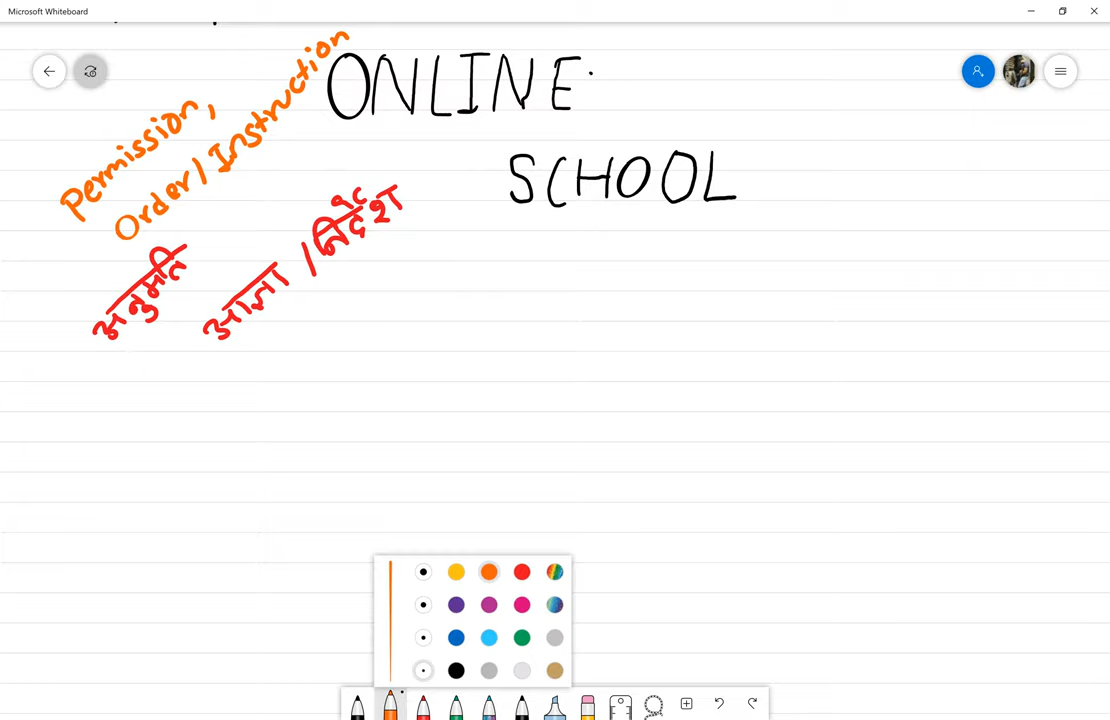 Microsoft Whiteboard
ONLINE
SCHOOL
Permission,
Order/Instruction
अनुमति
आज्ञा / निर्देश